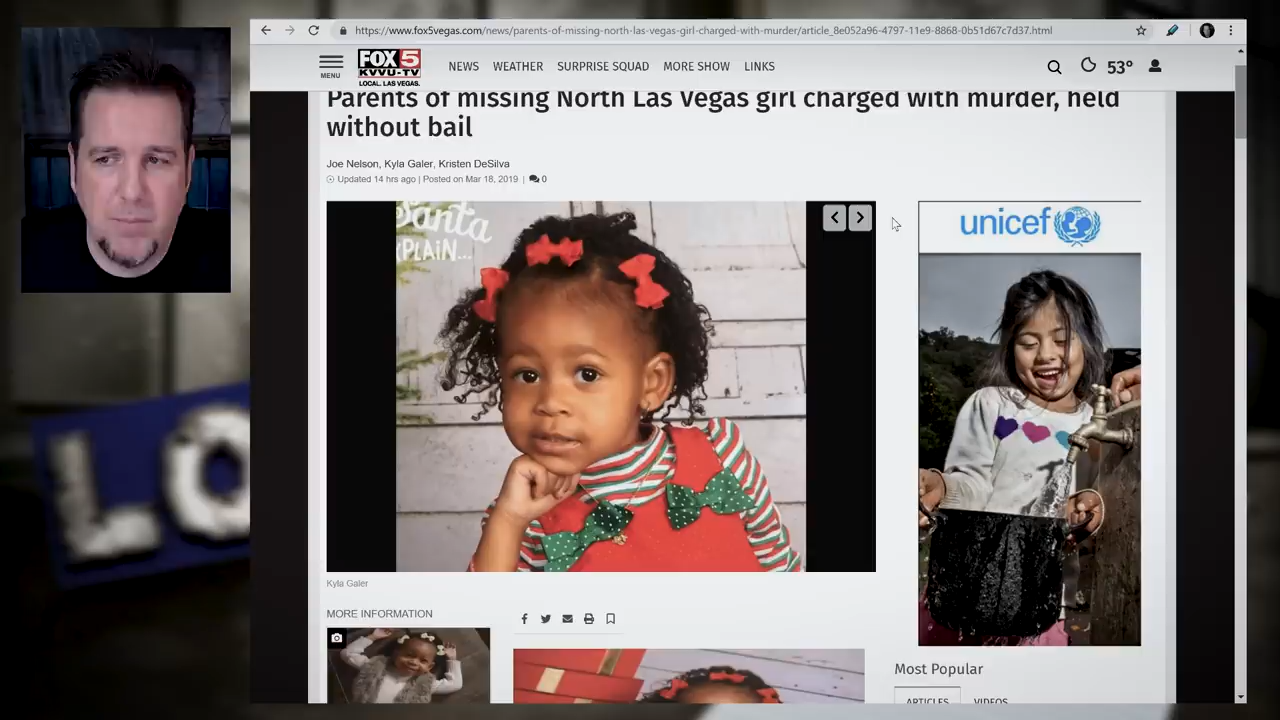 https://www.fox5vegas.com/news/parents-of-missing-north-las-vegas-girl-charged-with-murder/article_8e052a96-4797-11e9-8868-0b51d67c7d37.html
MENU
FOX 5
KVVU-TV
LOCAL. LAS VEGAS.
NEWS WEATHER SURPRISE SQUAD MORE SHOW LINKS
53°
Parents of missing North Las Vegas girl charged with murder, held
without bail
Joe Nelson, Kyla Galer, Kristen DeSilva
Updated 14 hrs ago | Posted on Mar 18, 2019 | 0
Santa
XPLAiN...
unicef
Kyla Galer
MORE INFORMATION
Most Popular
ARTICLES VIDEOS
LO